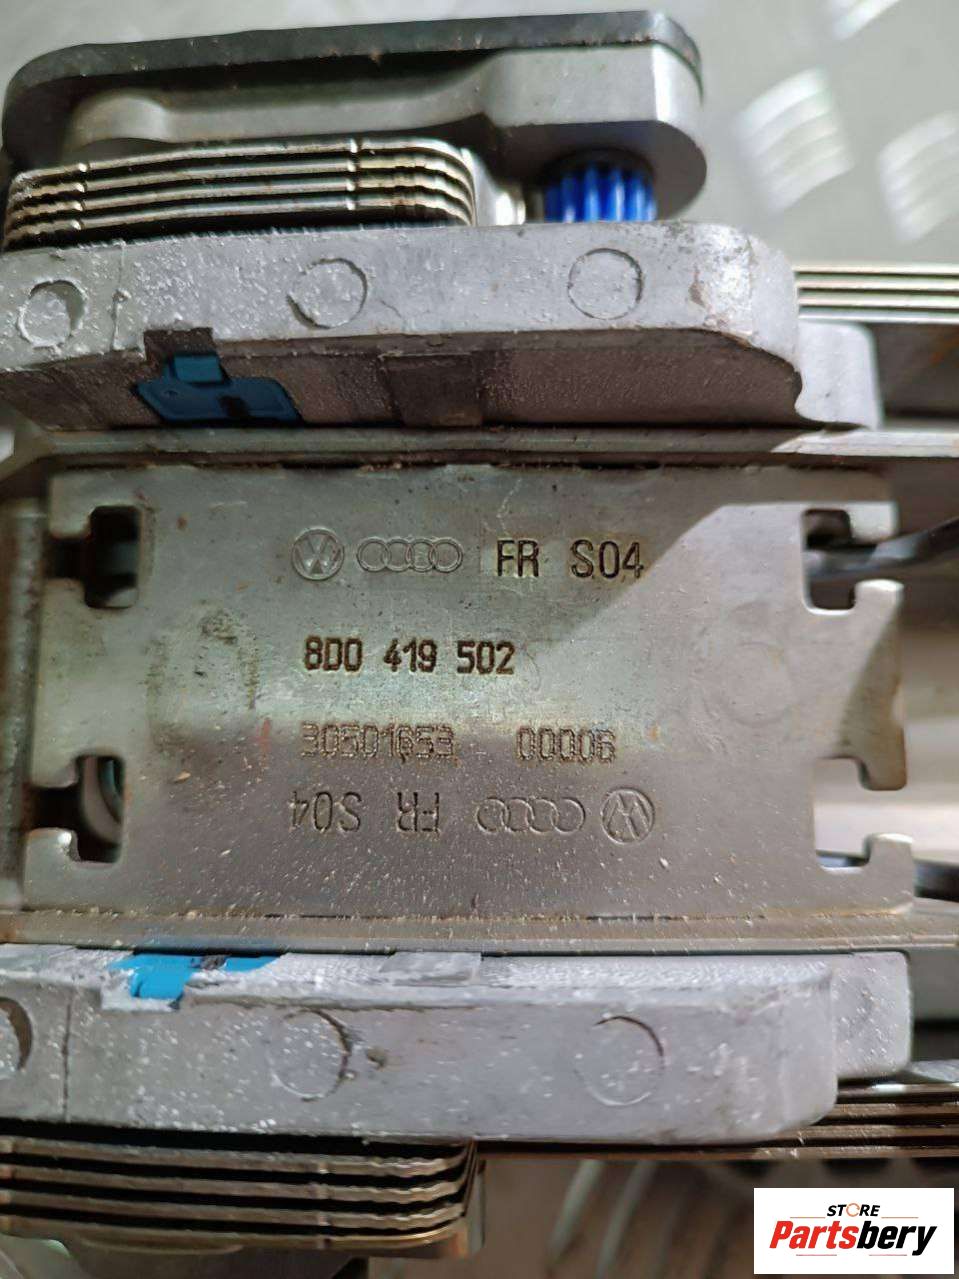 FR S04
8D0 419 502
30501653 00006
FR S04
STORE
Partsbery